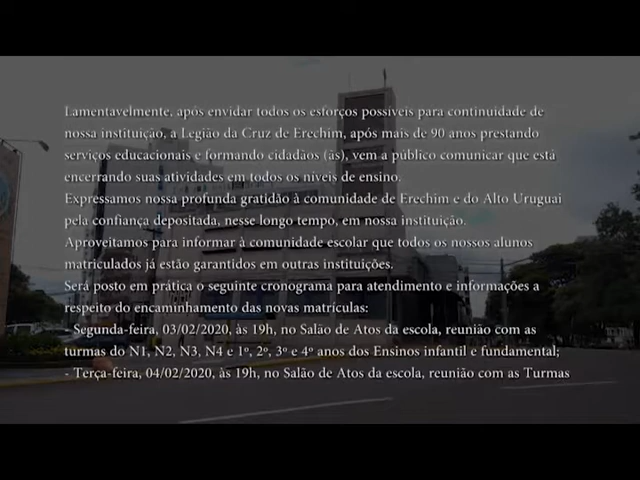 Lamentavelmente, após envidar todos os esforços possíveis para continuidade de
nossa instituição, a Legião da Cruz de Erechim, após mais de 90 anos prestando
serviços educacionais e formando cidadãos (ãs), vem a público comunicar que está
encerrando suas atividades em todos os níveis de ensino.
Expressamos nossa profunda gratidão à comunidade de Erechim e do Alto Uruguai
pela confiança depositada, nesse longo tempo, em nossa instituição.
Aproveitamos para informar à comunidade escolar que todos os nossos alunos
matriculados já estão garantidos em outras instituições.
Será posto em prática o seguinte cronograma para atendimento e informações a
respeito do encaminhamento das novas matrículas:
- Segunda-feira, 03/02/2020, às 19h, no Salão de Atos da escola, reunião com as
turmas do N1, N2, N3, N4 e 1º, 2º, 3º e 4º anos dos Ensinos infantil e fundamental;
- Terça-feira, 04/02/2020, às 19h, no Salão de Atos da escola, reunião com as Turmas